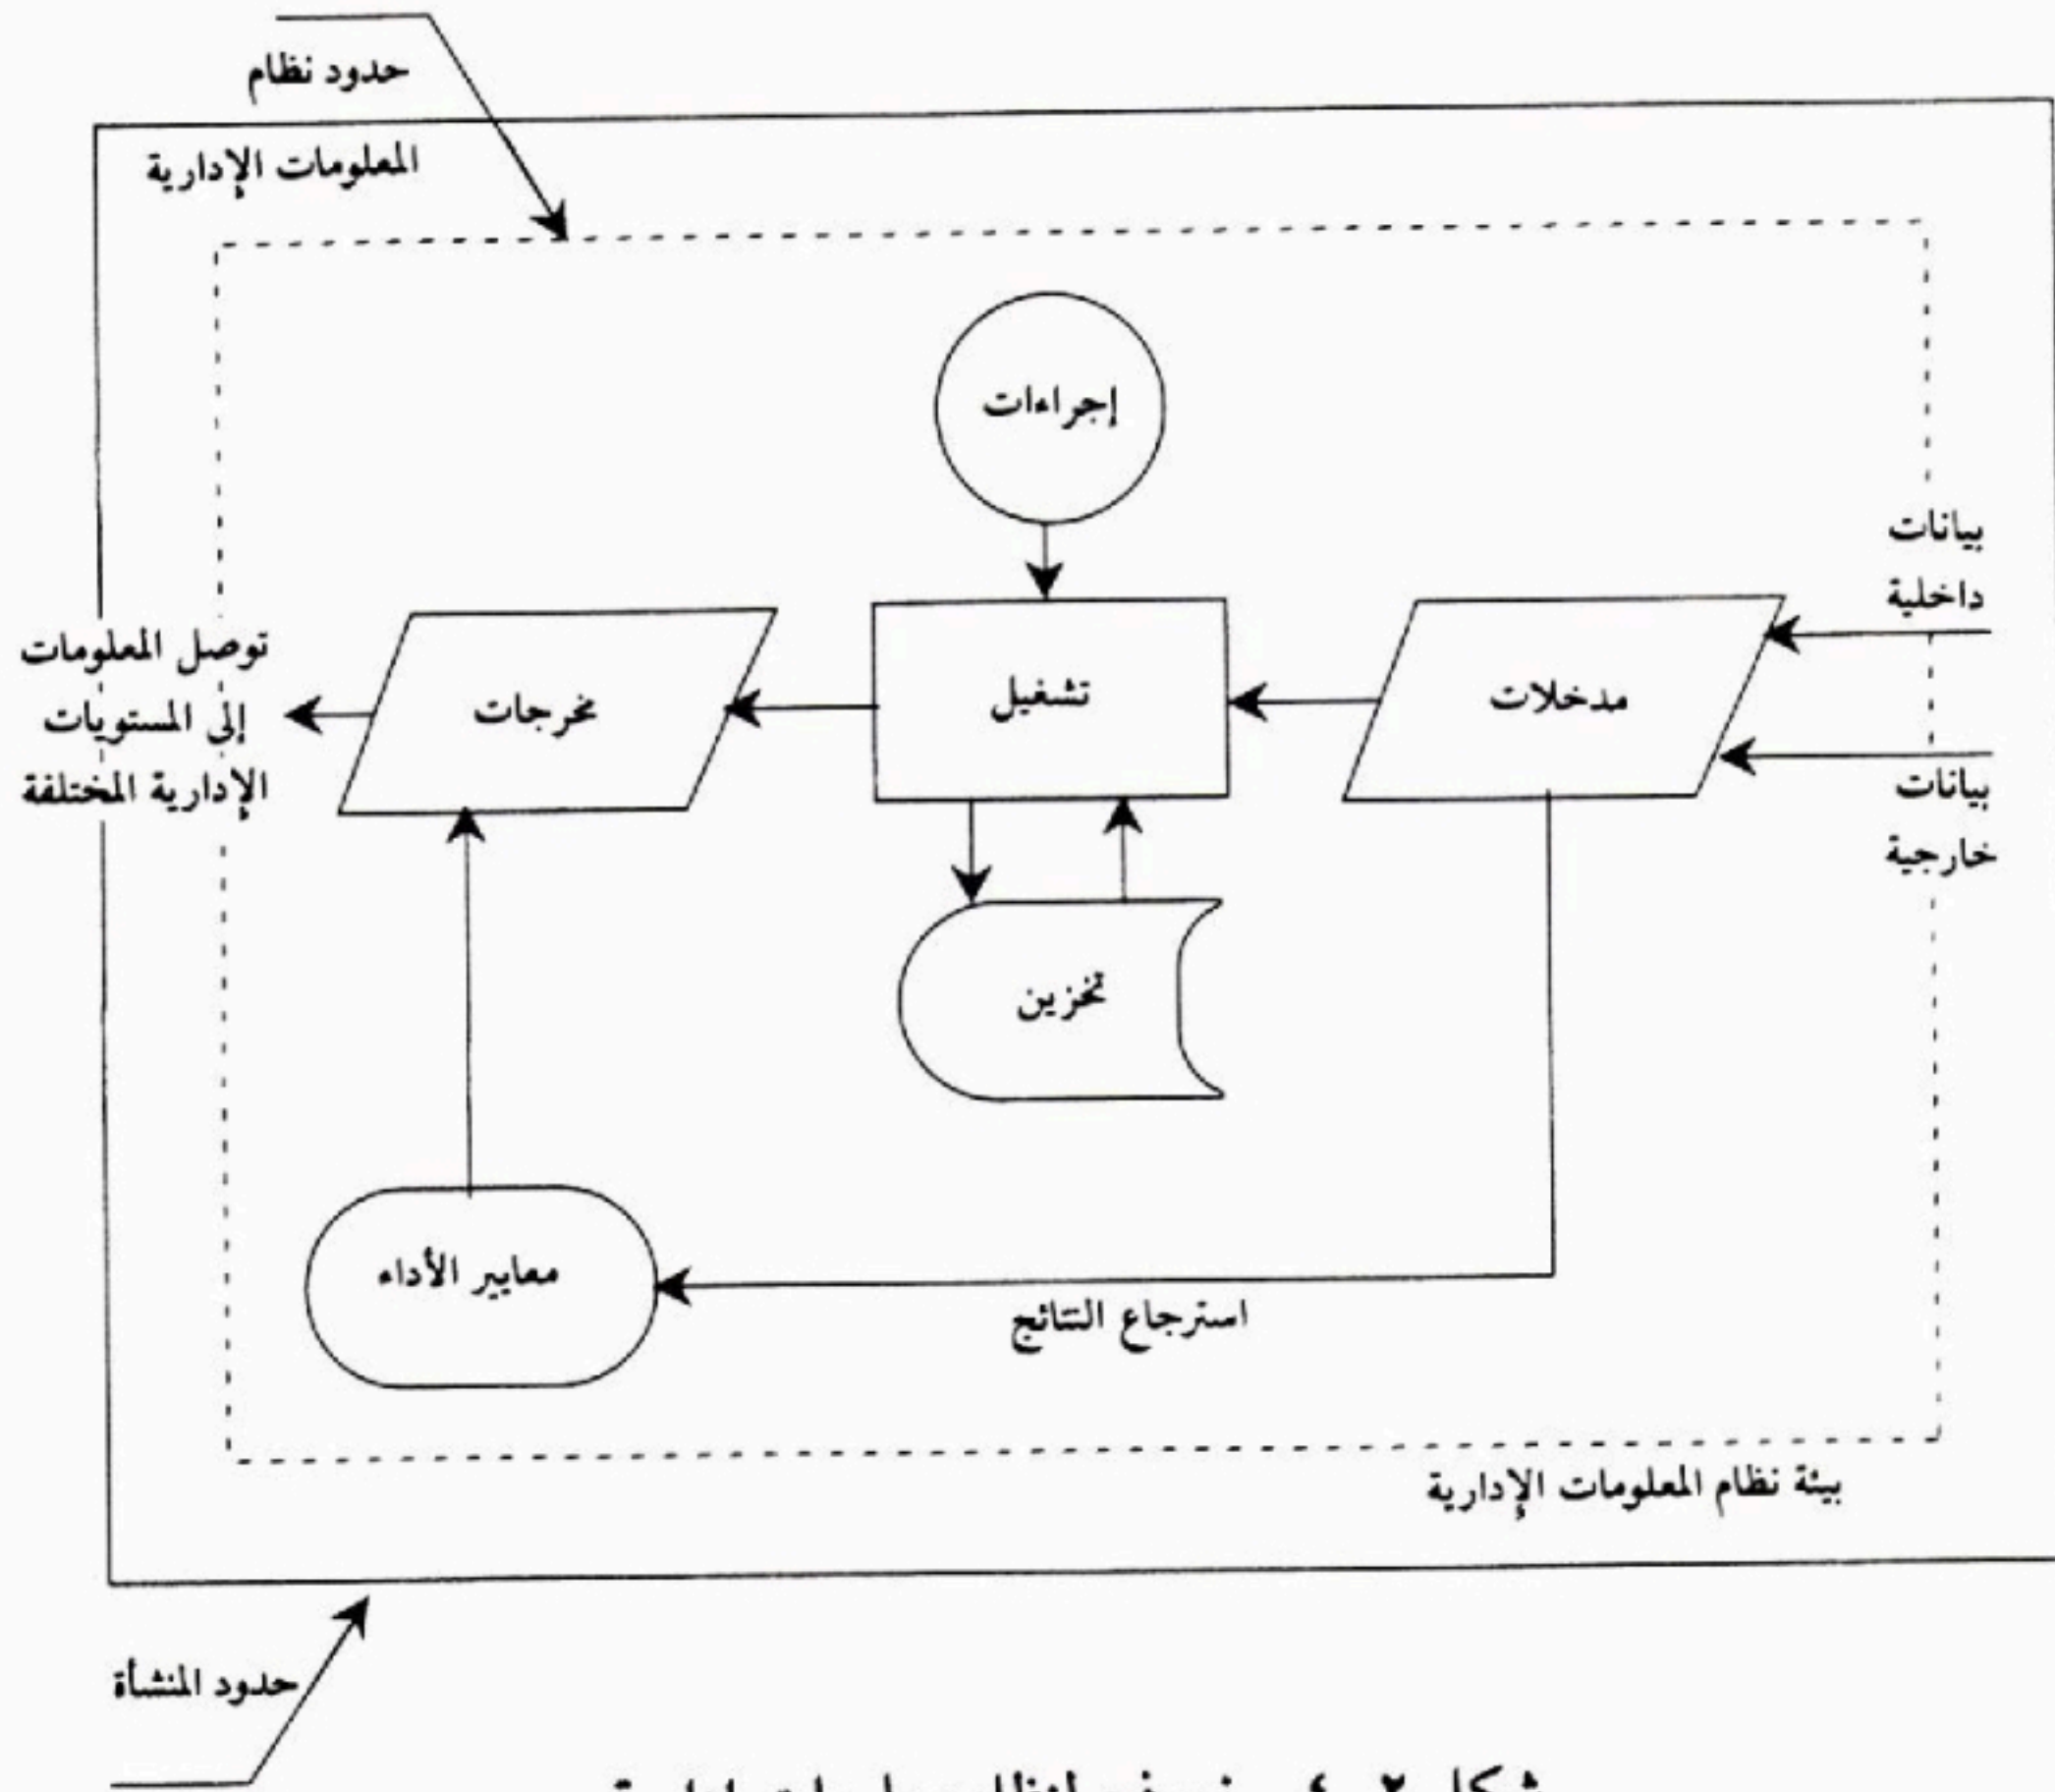 حدود نظام
المعلومات الإدارية
إجراءات
بيانات
داخلية
مدخلات
تشغيل
مخرجات
توصل المعلومات
إلى المستويات
الإدارية المختلفة
بيانات
خارجية
تخزين
معايير الأداء
استرجاع النتائج
بيئة نظام المعلومات الإدارية
حدود المنشأة